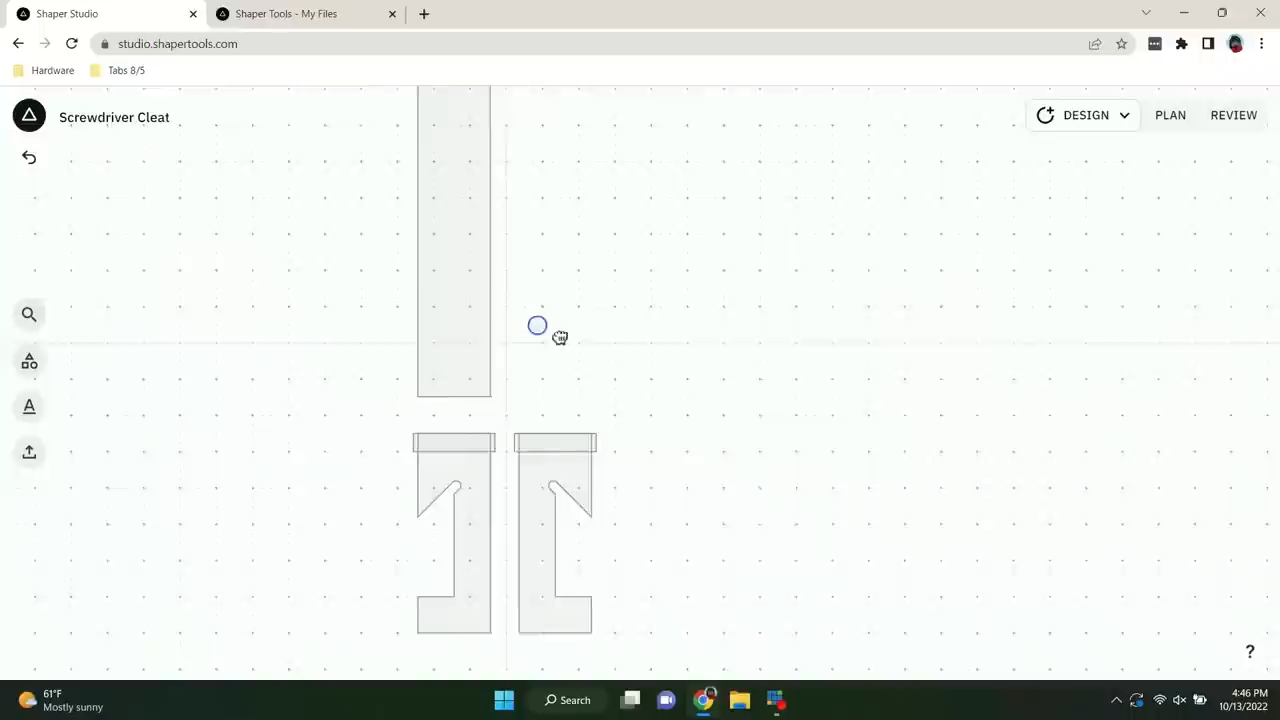 Shaper Studio
Shaper Tools - My Files
studio.shapertools.com
Hardware
Tabs 8/5
Screwdriver Cleat
DESIGN
PLAN
REVIEW
A
?
61°F
Mostly sunny
Search
4:46 PM
10/13/2022